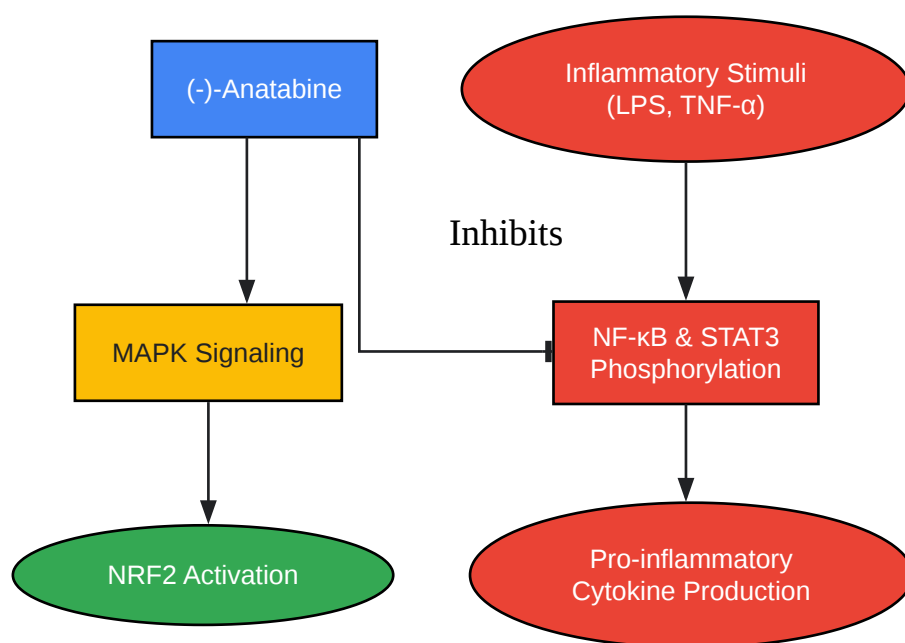 (-)-Anatabine
Inflammatory Stimuli
(LPS, TNF-α)
Inhibits
MAPK Signaling
NF-κB & STAT3
Phosphorylation
NRF2 Activation
Pro-inflammatory
Cytokine Production